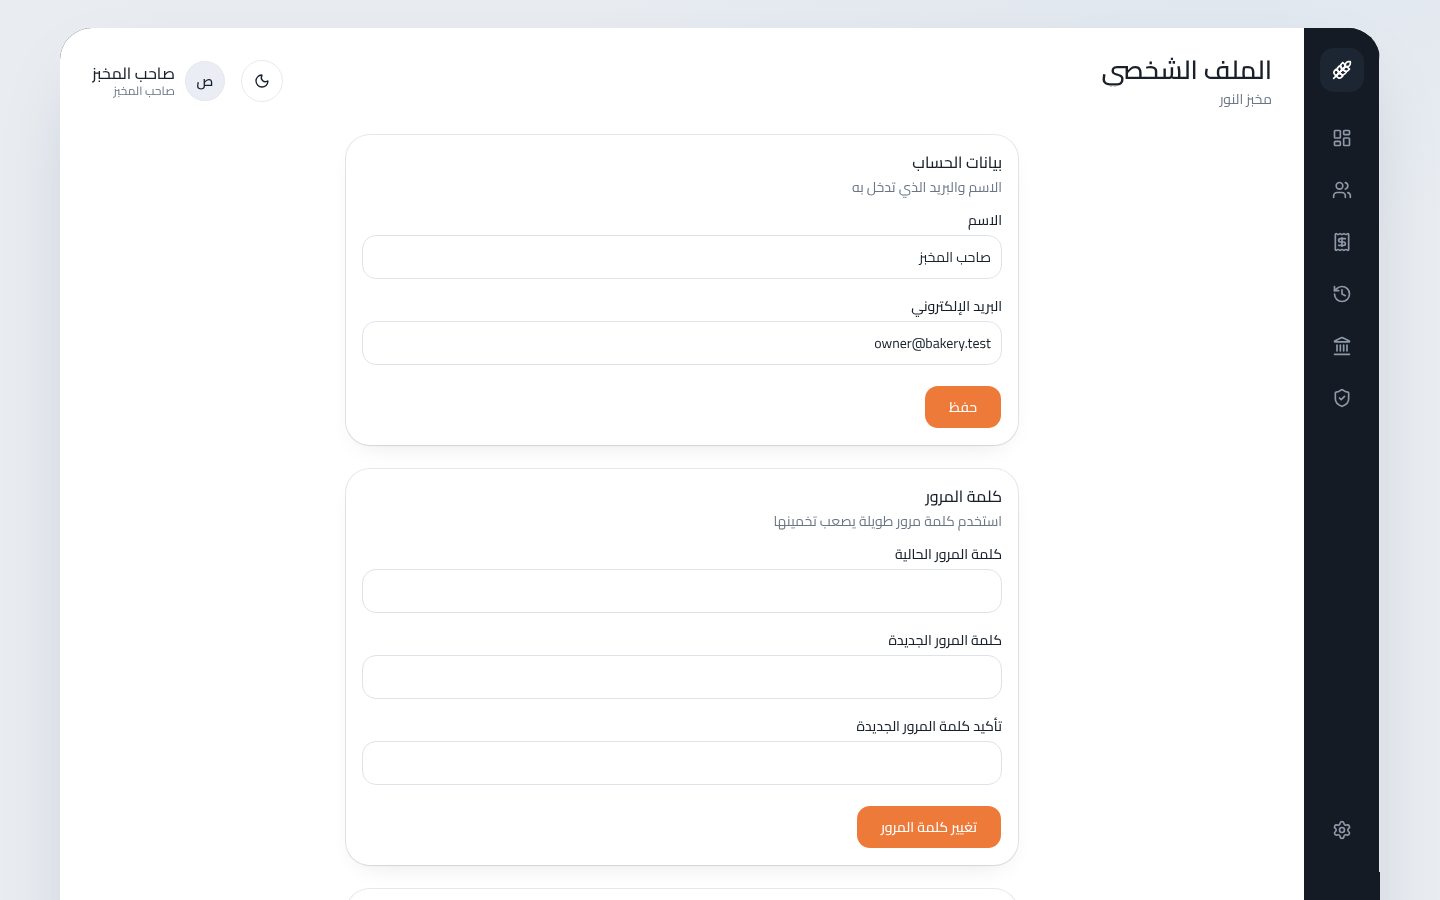 الملف الشخصي
مخبز النور
ص
صاحب المخبز
صاحب المخبز
بيانات الحساب
الاسم والبريد الذي تدخل به
الاسم
صاحب المخبز
البريد الإلكتروني
owner@bakery.test
حفظ
كلمة المرور
استخدم كلمة مرور طويلة يصعب تخمينها
كلمة المرور الحالية
كلمة المرور الجديدة
تأكيد كلمة المرور الجديدة
تغيير كلمة المرور